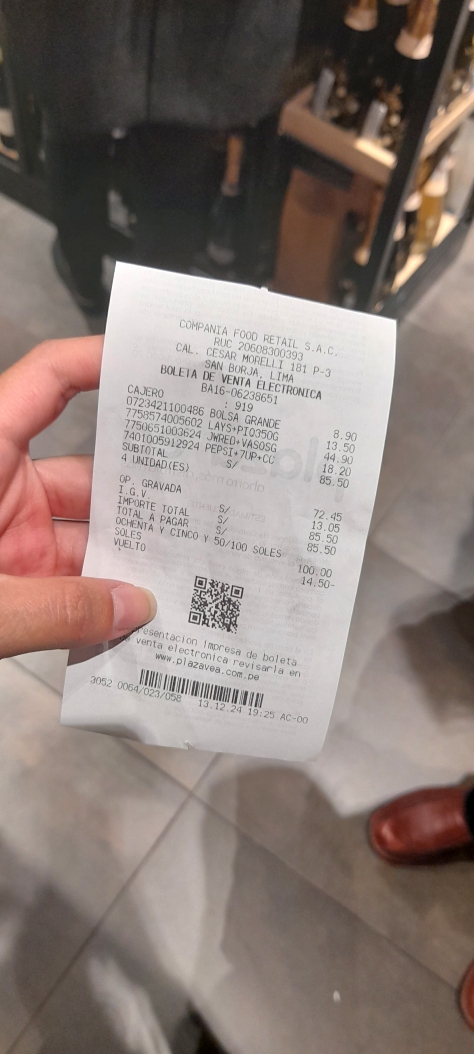 COMPANIA FOOD RETAIL S.A.C.
RUC 20608300393
CAL. CESAR MORELLI 181 P-3
SAN BORJA, LIMA
BOLETA DE VENTA ELECTRONICA
BA16-06238651
CAJERO : 919
0723421100486 BOLSA GRANDE 8.90
7758574005602 LAYS+PIQ350G 13.50
7750651003624 JWRED+VASOSG 44.90
7401005912924 PEPSI+7UP+CC 18.20
SUBTOTAL S/ 85.50
4 UNIDAD(ES)
OP. GRAVADA S/ 72.45
I.G.V. S/ 13.05
IMPORTE TOTAL S/ 85.50
TOTAL A PAGAR S/ 85.50
OCHENTA Y CINCO Y 50/100 SOLES
SOLES 100.00
VUELTO 14.50-
presentacion impresa de boleta
venta electronica revisarla en
www.plazavea.com.pe
3052 0064/023/058 13.12.24 19:25 AC-00